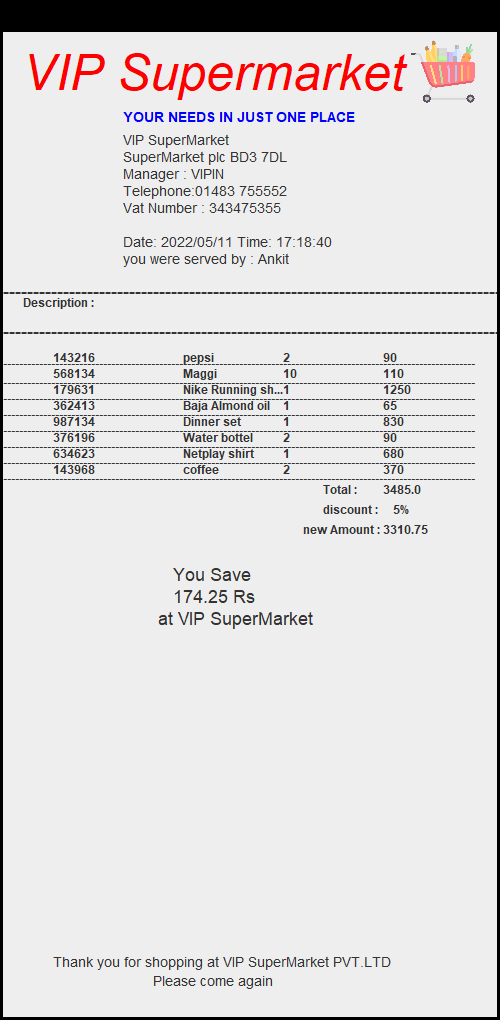 VIP Supermarket
YOUR NEEDS IN JUST ONE PLACE
VIP SuperMarket
SuperMarket plc BD3 7DL
Manager : VIPIN
Telephone:01483 755552
Vat Number : 343475355
Date: 2022/05/11 Time: 17:18:40
you were served by : Ankit
Description :
143216 pepsi 2 90
568134 Maggi 10 110
179631 Nike Running sh...1 1250
362413 Baja Almond oil 1 65
987134 Dinner set 1 830
376196 Water bottel 2 90
634623 Netplay shirt 1 680
143968 coffee 2 370
Total : 3485.0
discount : 5%
new Amount : 3310.75
You Save
174.25 Rs
at VIP SuperMarket
Thank you for shopping at VIP SuperMarket PVT.LTD
Please come again